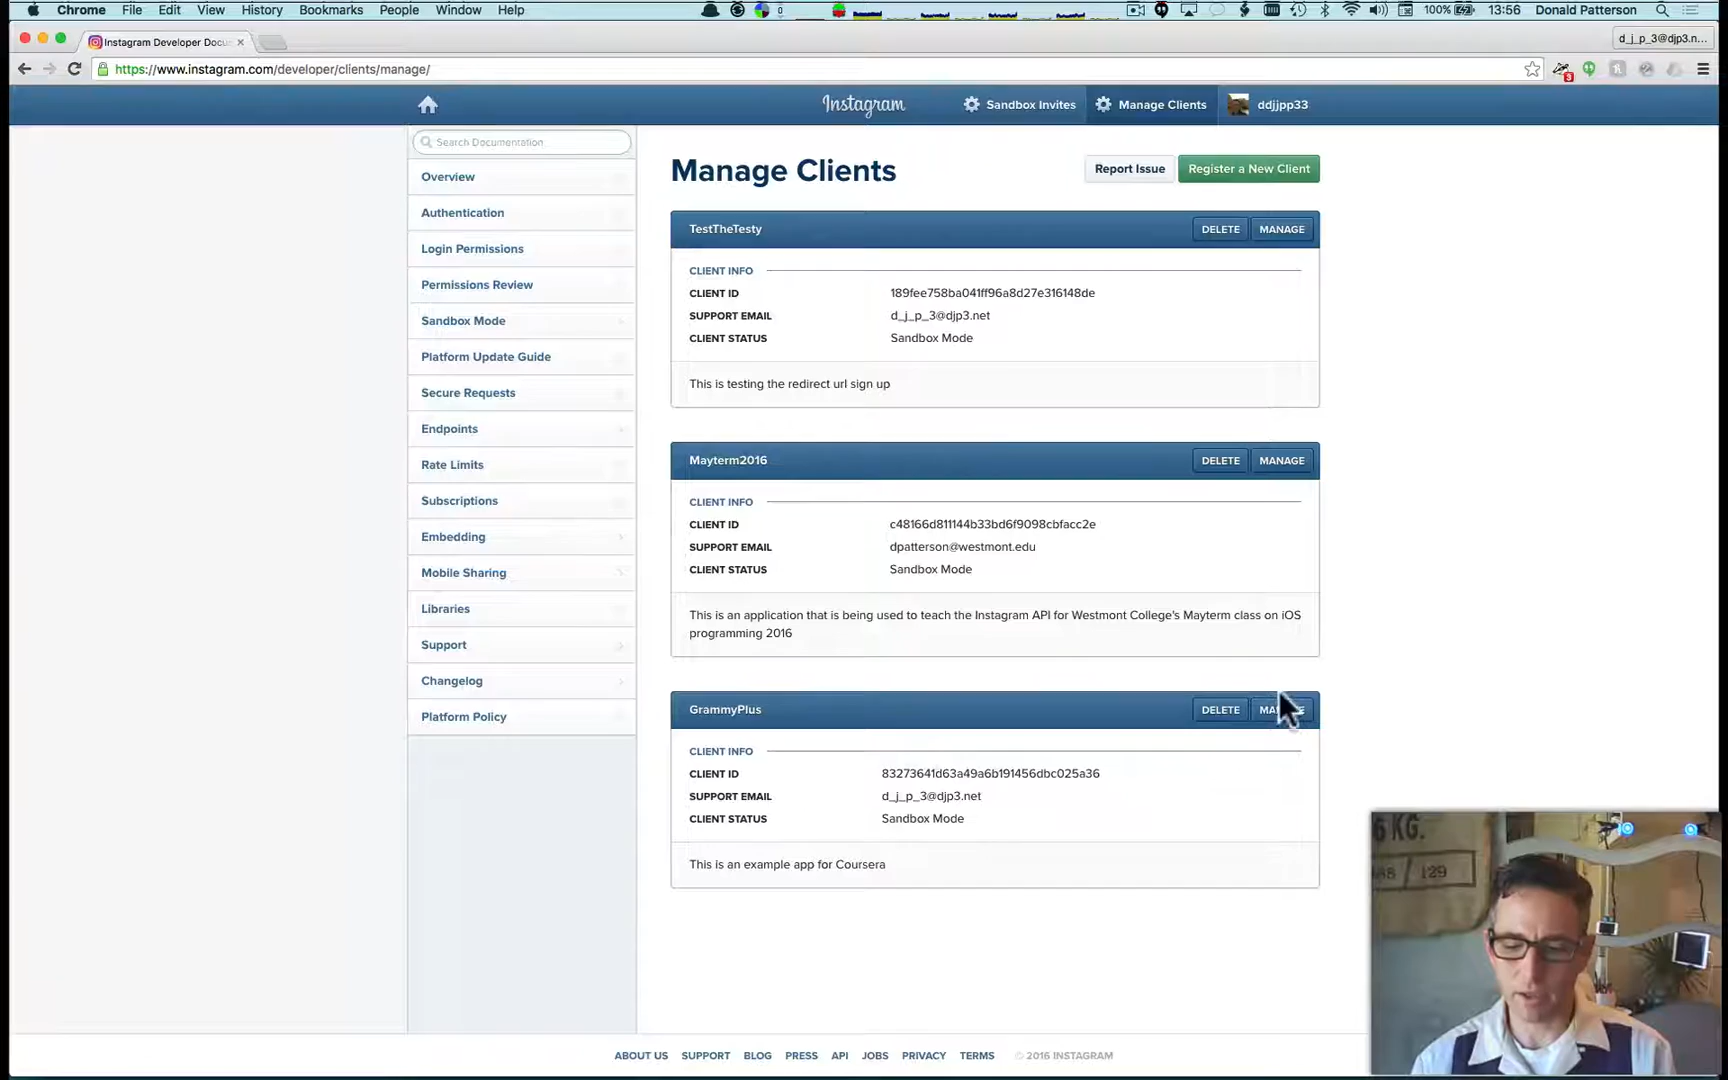 Chrome File Edit View History Bookmarks People Window Help
100% 13:56 Donald Patterson
Instagram Developer Docu
d_j_p_3@djp3.n...
https://www.instagram.com/developer/clients/manage/
3
Instagram
Sandbox Invites
Manage Clients
ddjjpp33
Search Documentation
Overview
Authentication
Login Permissions
Permissions Review
Sandbox Mode
Platform Update Guide
Secure Requests
Endpoints
Rate Limits
Subscriptions
Embedding
Mobile Sharing
Libraries
Support
Changelog
Platform Policy
Manage Clients
Report Issue
Register a New Client
TestTheTesty
DELETE MANAGE
CLIENT INFO
CLIENT ID 189fee758ba041ff96a8d27e316148de
SUPPORT EMAIL d_j_p_3@djp3.net
CLIENT STATUS Sandbox Mode
This is testing the redirect url sign up
Mayterm2016
DELETE MANAGE
CLIENT INFO
CLIENT ID c48166d811144b33bd6f9098cbfacc2e
SUPPORT EMAIL dpatterson@westmont.edu
CLIENT STATUS Sandbox Mode
This is an application that is being used to teach the Instagram API for Westmont College's Mayterm class on iOS
programming 2016
GrammyPlus
DELETE
CLIENT INFO
CLIENT ID 83273641d63a49a6b191456dbc025a36
SUPPORT EMAIL d_j_p_3@djp3.net
CLIENT STATUS Sandbox Mode
This is an example app for Coursera
ABOUT US SUPPORT BLOG PRESS API JOBS PRIVACY TERMS © 2016 INSTAGRAM
6 KG.
/ 129